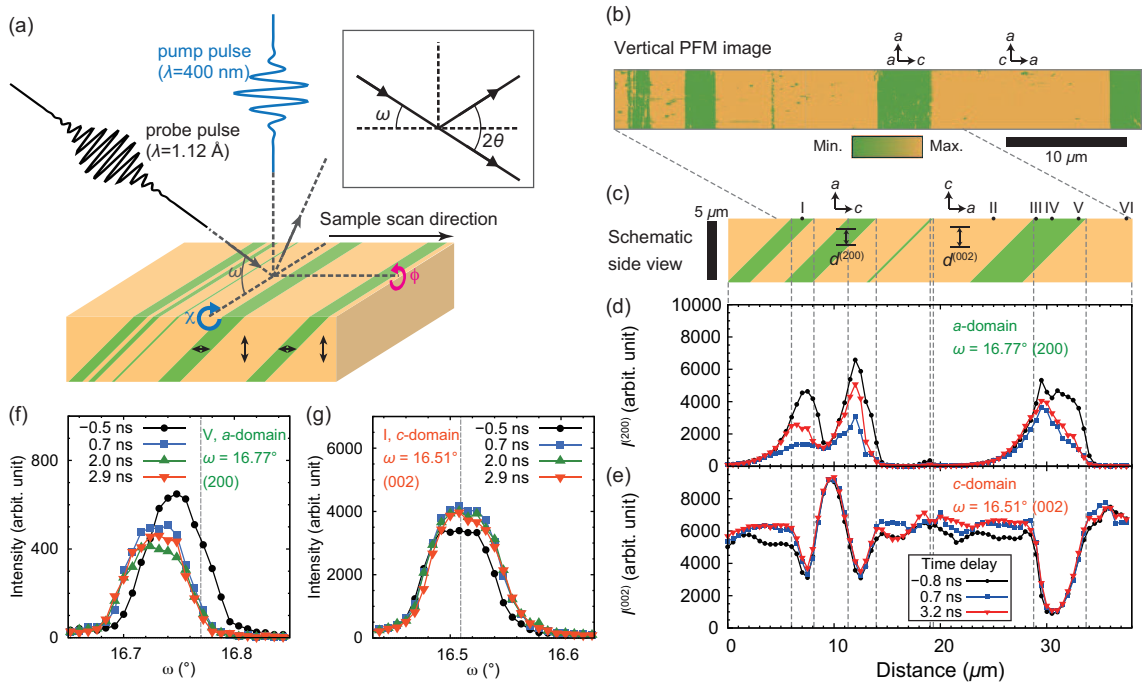 (a)
pump pulse
(λ=400 nm)
probe pulse
(λ=1.12 Å)
ω
2θ
Sample scan direction
ω
ϕ
χ
(b)
Vertical PFM image
a
a c
a
c a
Min.
Max.
10 µm
(c)
5 µm
Schematic
side view
a
c
c
a
I
II
III
IV
V
VI
d(200)
d(002)
(d)
I(200) (arbit. unit)
10000
8000
6000
4000
2000
0
a-domain
ω = 16.77° (200)
(e)
I(002) (arbit. unit)
8000
6000
4000
2000
0
c-domain
ω = 16.51° (002)
Time delay
−0.8 ns
0.7 ns
3.2 ns
0 10 20 30
Distance (µm)
(f)
Intensity (arbit. unit)
900
400
0
−0.5 ns
0.7 ns
2.0 ns
2.9 ns
V, a-domain
ω = 16.77°
(200)
16.7 16.8
ω (°)
(g)
Intensity (arbit. unit)
6000
4000
2000
0
I, c-domain
ω = 16.51°
(002)
−0.5 ns
0.7 ns
2.0 ns
2.9 ns
16.5 16.6
ω (°)